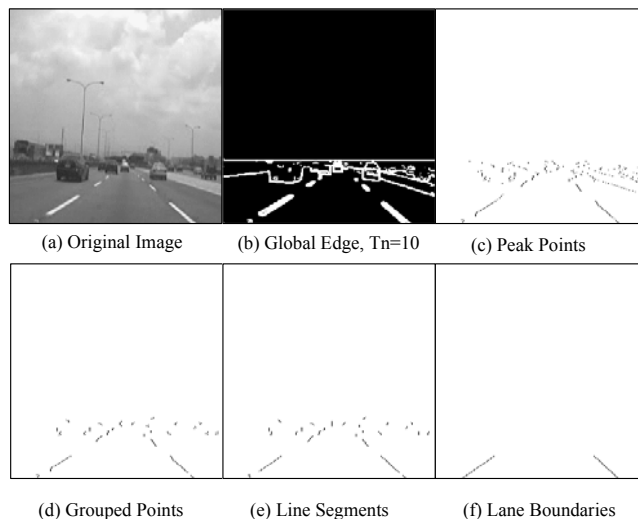 (a) Original Image
(b) Global Edge, Tn=10
(c) Peak Points
(d) Grouped Points
(e) Line Segments
(f) Lane Boundaries